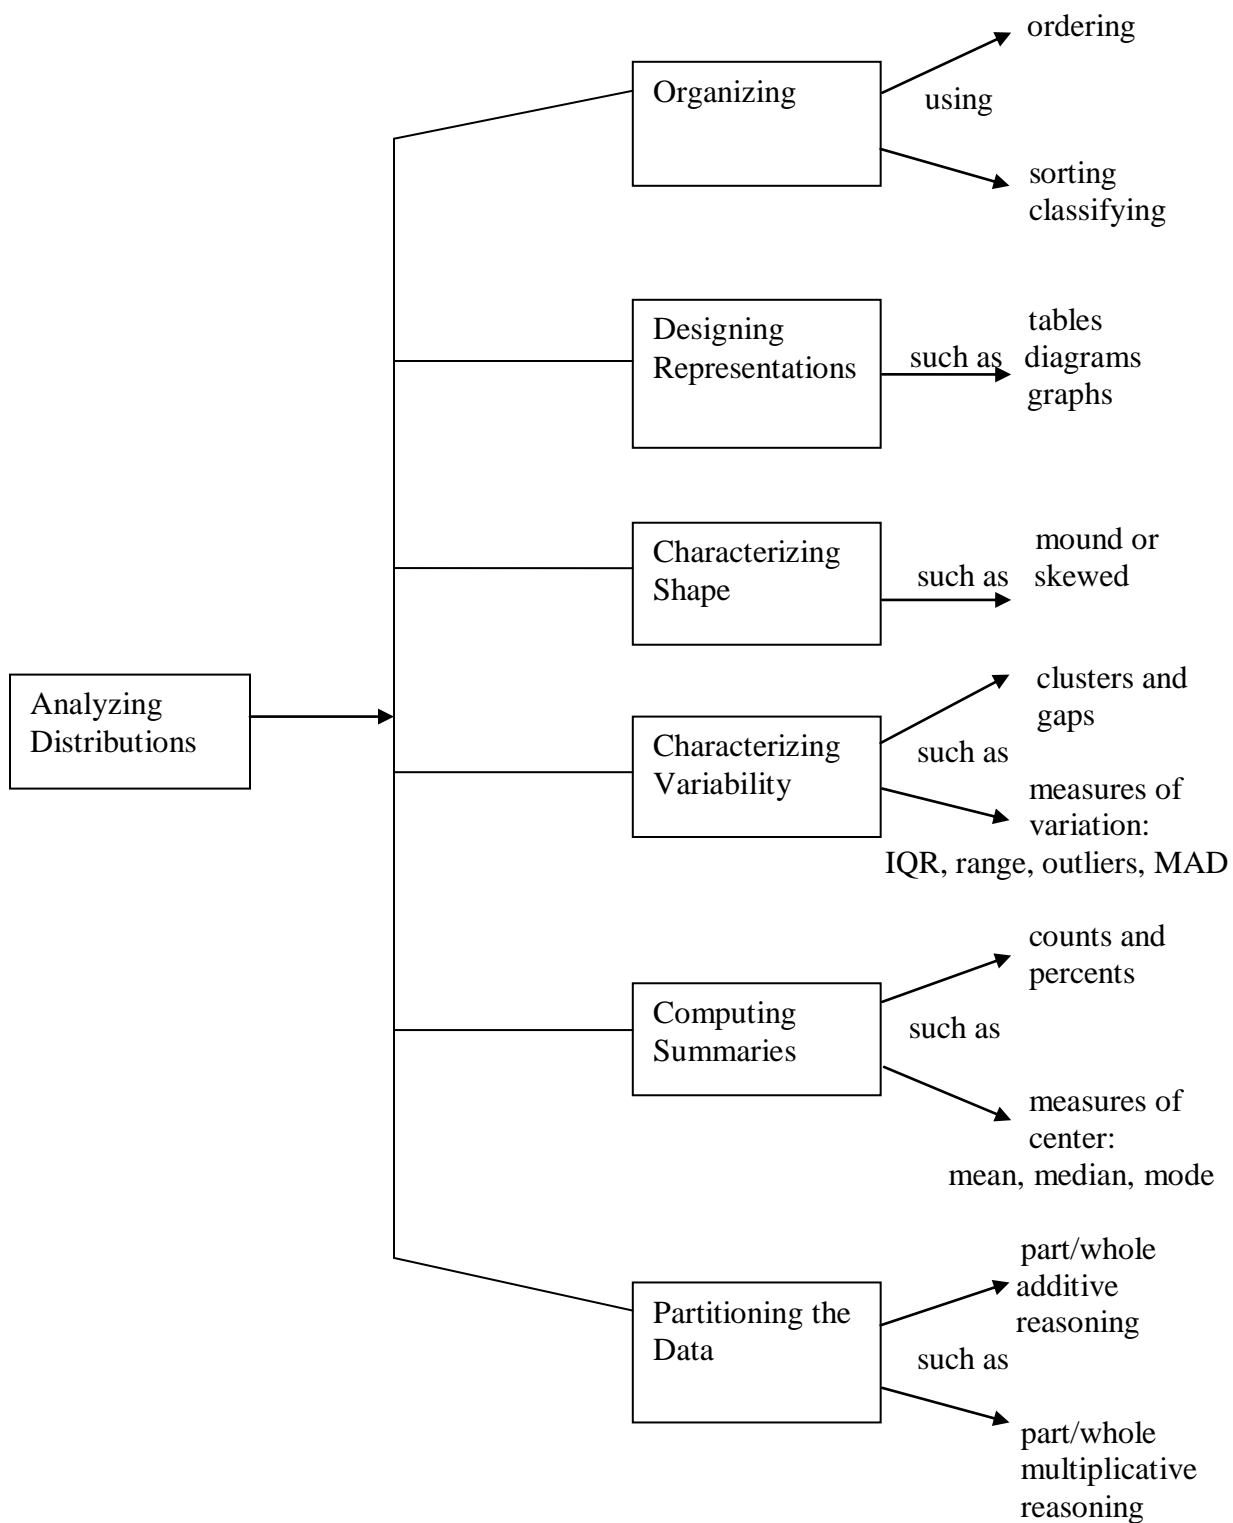 ordering
Organizing
using
sorting
classifying
Designing
Representations
such as
tables
diagrams
graphs
Characterizing
Shape
such as
mound or
skewed
Analyzing
Distributions
Characterizing
Variability
clusters and
gaps
such as
measures of
variation:
IQR, range, outliers, MAD
Computing
Summaries
counts and
percents
such as
measures of
center:
mean, median, mode
Partitioning the
Data
part/whole
additive
reasoning
such as
part/whole
multiplicative
reasoning